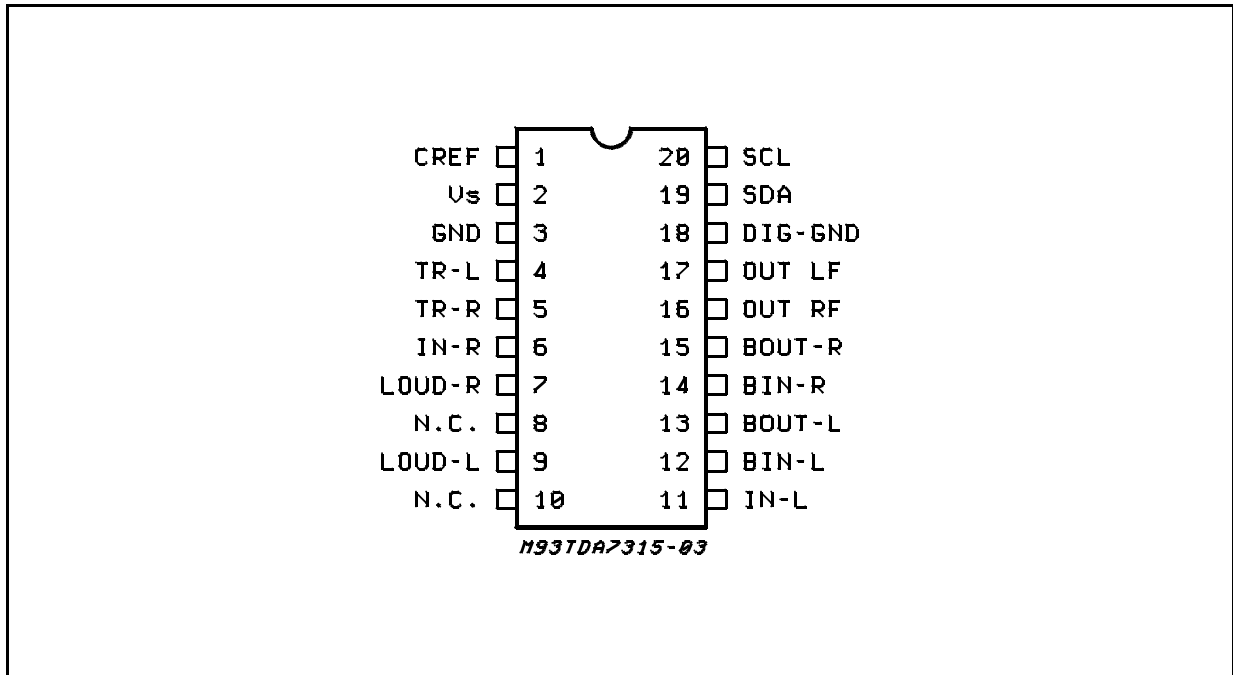 CREF 1 20 SCL
Vs 2 19 SDA
GND 3 18 DIG-GND
TR-L 4 17 OUT LF
TR-R 5 16 OUT RF
IN-R 6 15 BOUT-R
LOUD-R 7 14 BIN-R
N.C. 8 13 BOUT-L
LOUD-L 9 12 BIN-L
N.C. 10 11 IN-L
M93TDA7315-03